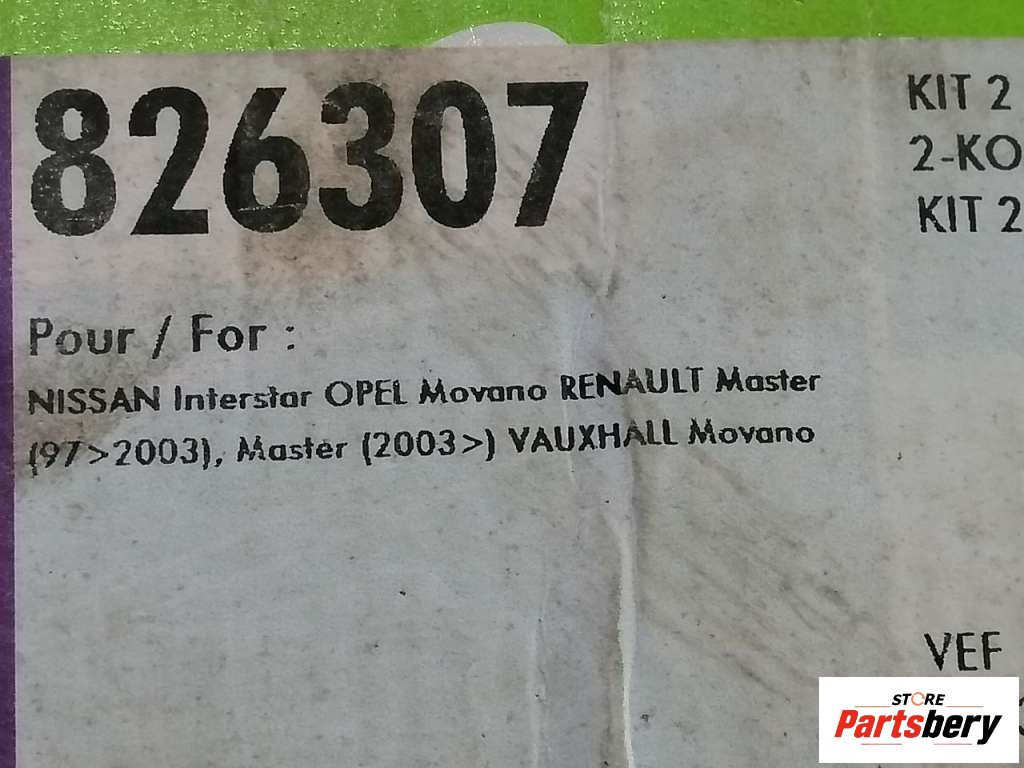 826307
KIT 2
2-KO
KIT 2
Pour / For :
NISSAN Interstar OPEL Movano RENAULT Master
(97>2003), Master (2003>) VAUXHALL Movano
VEF
STORE
Partsbery